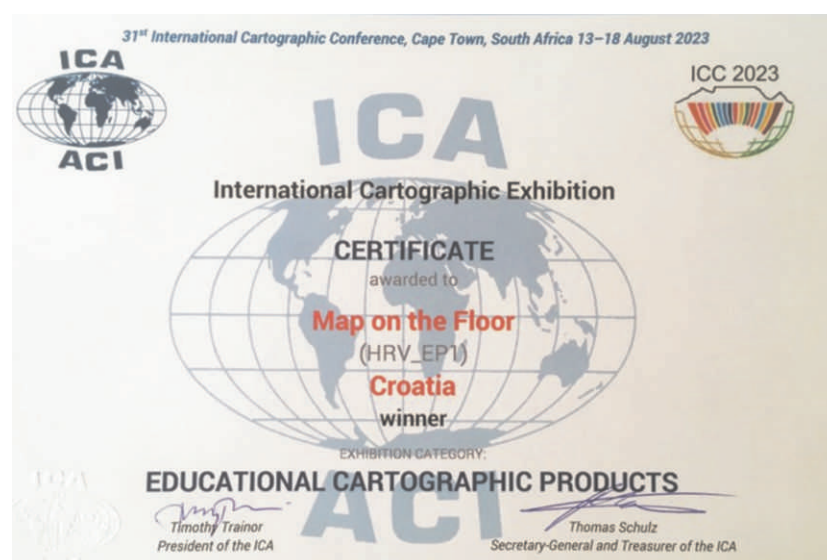 31st International Cartographic Conference, Cape Town, South Africa 13–18 August 2023
ICA
ACI
ICC 2023
ICA
International Cartographic Exhibition
CERTIFICATE
awarded to
Map on the Floor
(HRV_EP1)
Croatia
winner
EXHIBITION CATEGORY:
EDUCATIONAL CARTOGRAPHIC PRODUCTS
ACI
ICA
Timothy Trainor
President of the ICA
Thomas Schulz
Secretary-General and Treasurer of the ICA